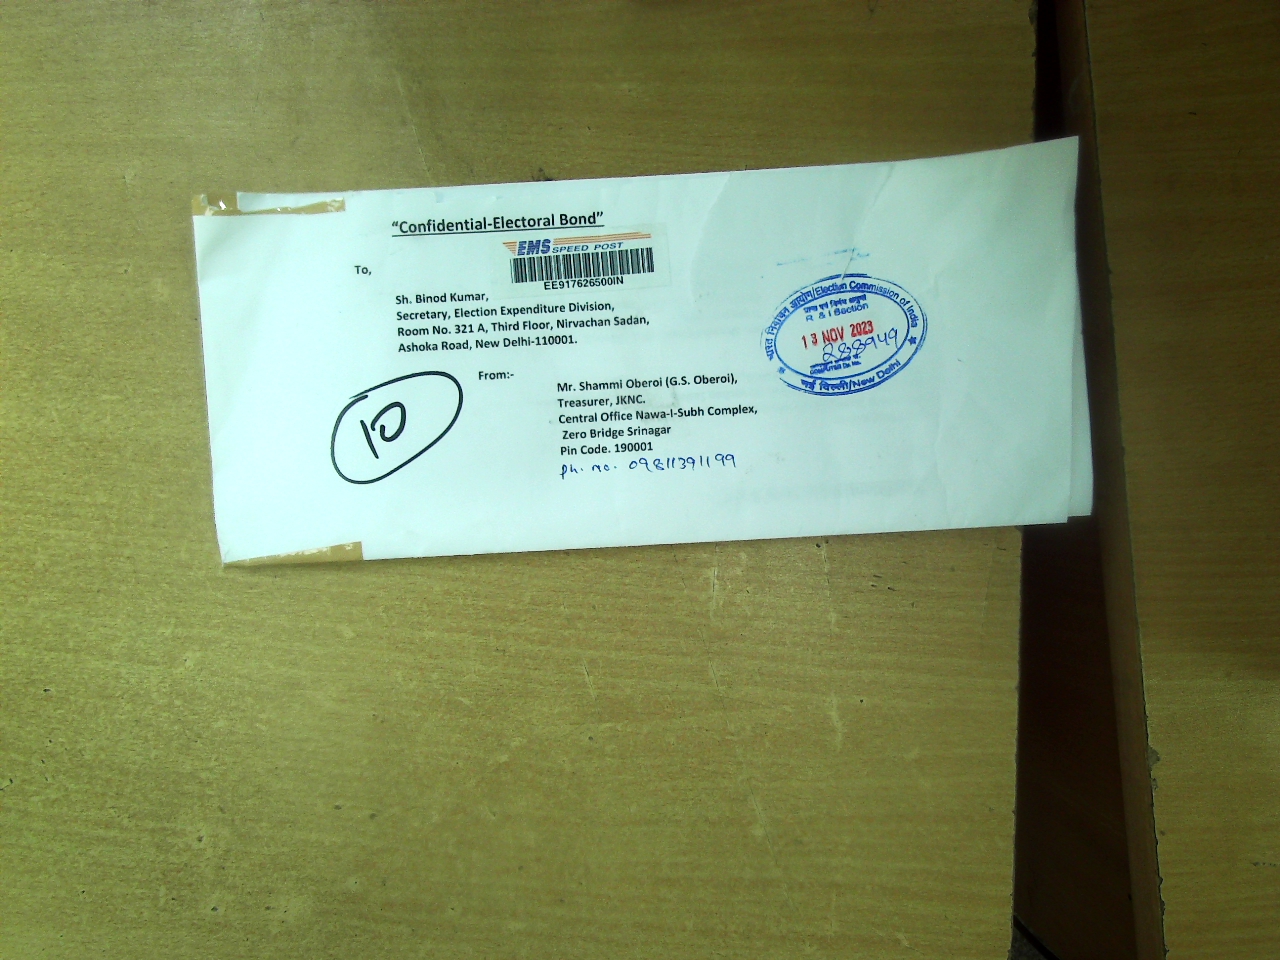 “Confidential-Electoral Bond”
EMS SPEED POST
EE917626500IN
To,
Sh. Binod Kumar,
Secretary, Election Expenditure Division,
Room No. 321 A, Third Floor, Nirvachan Sadan,
Ashoka Road, New Delhi-110001.
भारत निर्वाचन आयोग/Election Commission of India
R & I Section
13 NOV 2023
288949
नई दिल्ली/New Delhi
10
From:-
Mr. Shammi Oberoi (G.S. Oberoi),
Treasurer, JKNC.
Central Office Nawa-I-Subh Complex,
Zero Bridge Srinagar
Pin Code. 190001
Ph. no. 09811391199